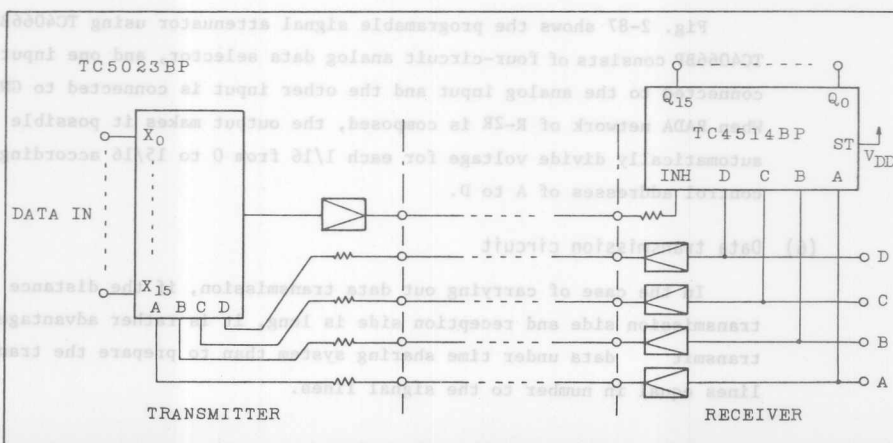 Fig. 2-87 shows the programable signal attenuator using TC4066B
TC4066BP consists of four-circuit analog data selector, and one input
connected to the analog input and the other input is connected to
When RADA network of R-2R is composed, the output makes it possible
automatically divide voltage for each 1/16 from 0 to 15/16 according
control addresses of A to D.
(6) Data transmission circuit
In the case of carrying out data transmission, if the distance
transmission side and reception side is long, it is rather advantage
transmit data under time sharing system than to prepare the
lines equal in number to the signal lines.
TC5023BP
X0
DATA IN
X15
A B C D
TRANSMITTER
Q15 Q0
TC4514BP
ST
VDD
INH D C B A
D
C
B
A
RECEIVER